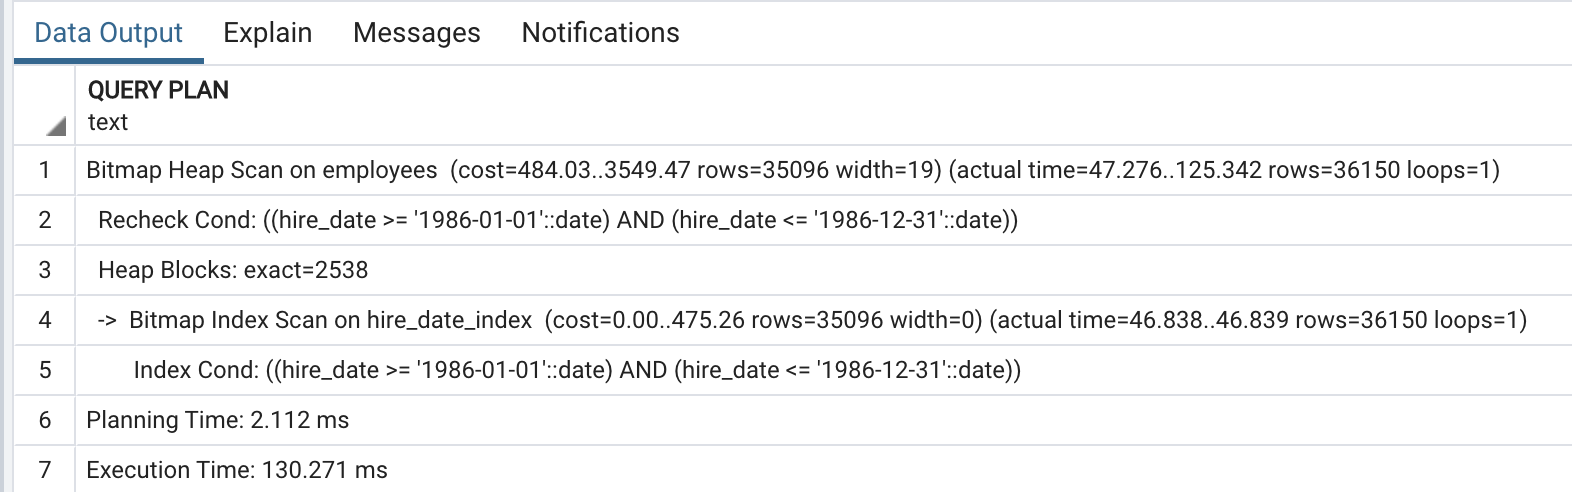 Data Output Explain Messages Notifications
QUERY PLAN
text
1 Bitmap Heap Scan on employees  (cost=484.03..3549.47 rows=35096 width=19) (actual time=47.276..125.342 rows=36150 loops=1)
2 Recheck Cond: ((hire_date >= '1986-01-01'::date) AND (hire_date <= '1986-12-31'::date))
3 Heap Blocks: exact=2538
4 ->  Bitmap Index Scan on hire_date_index  (cost=0.00..475.26 rows=35096 width=0) (actual time=46.838..46.839 rows=36150 loops=1)
5 Index Cond: ((hire_date >= '1986-01-01'::date) AND (hire_date <= '1986-12-31'::date))
6 Planning Time: 2.112 ms
7 Execution Time: 130.271 ms